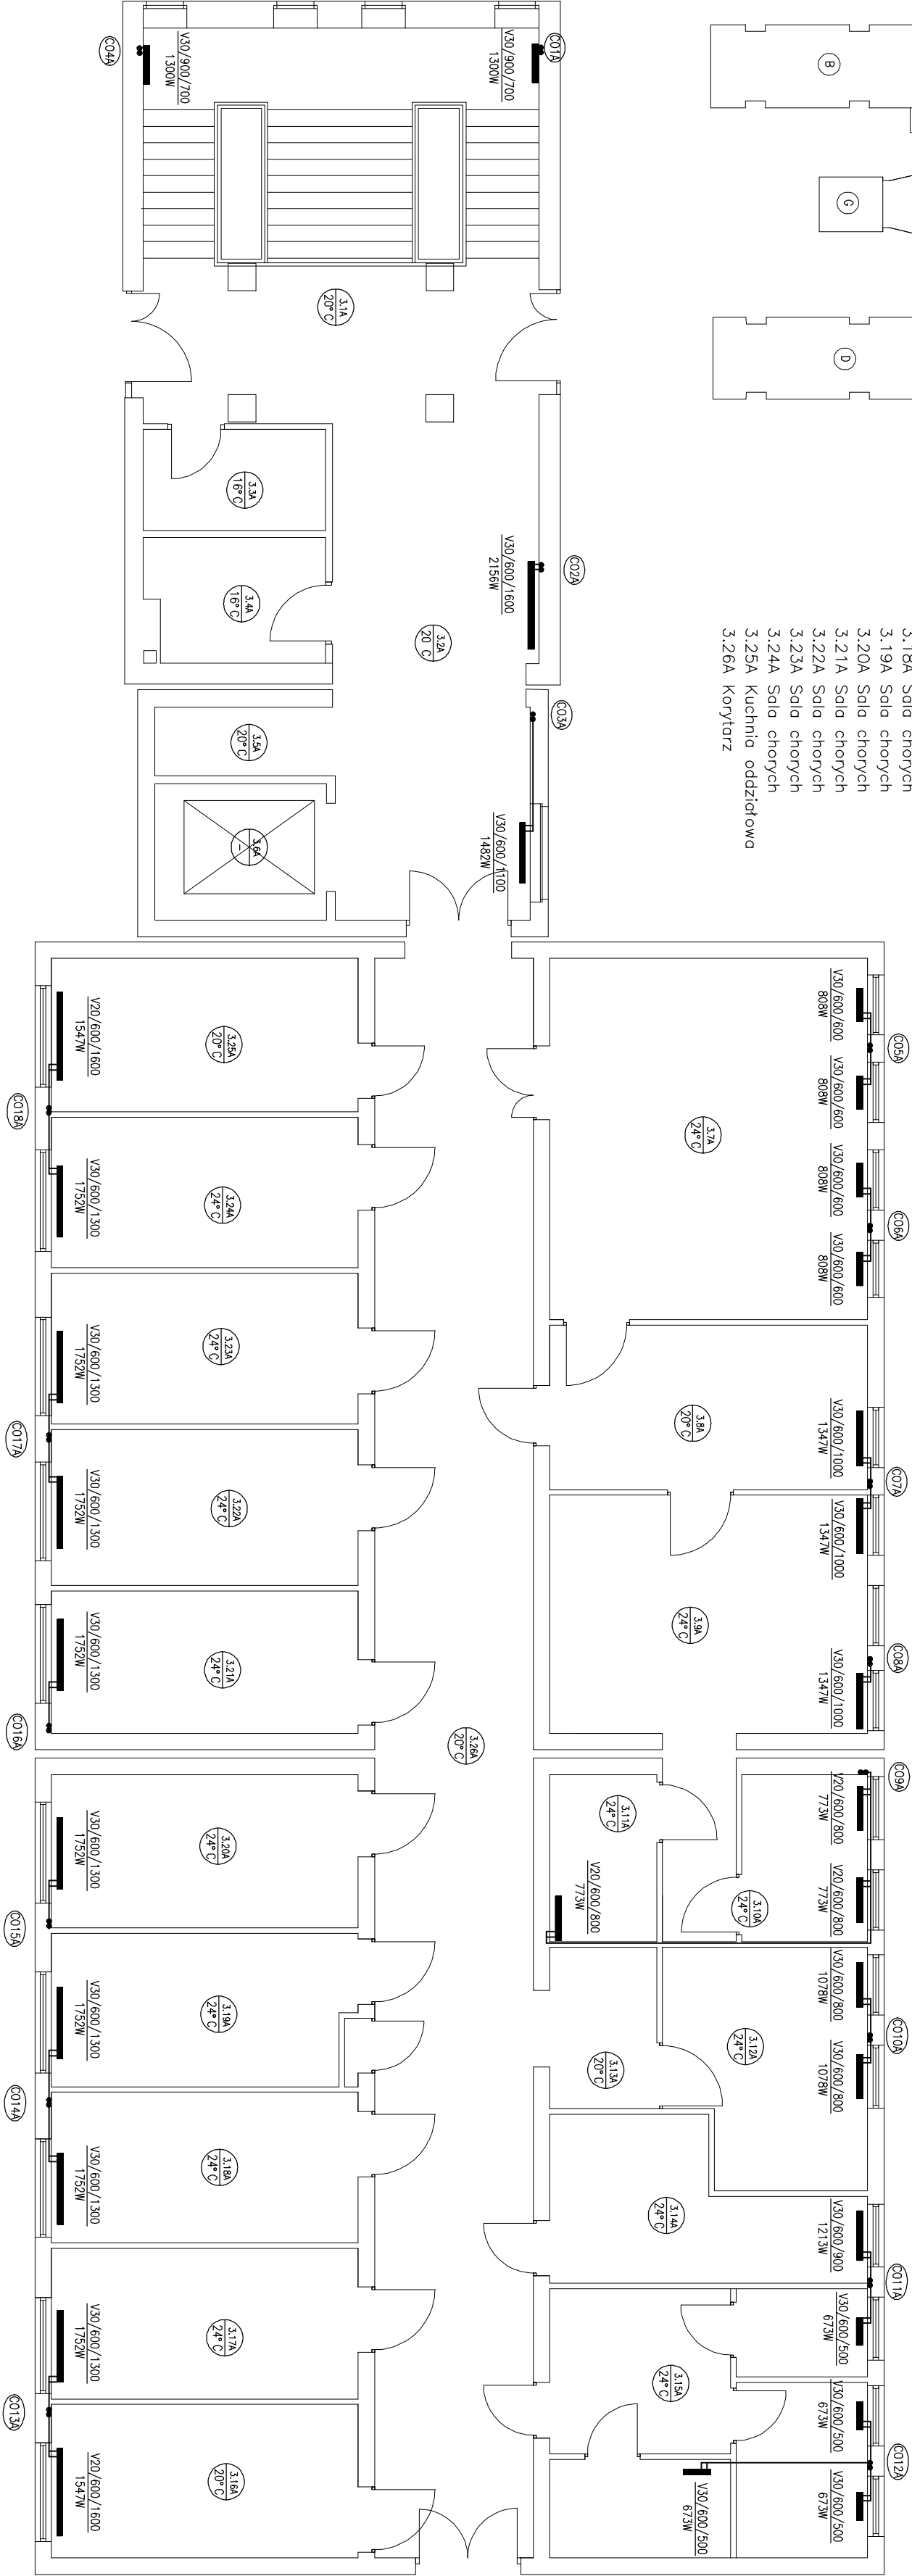 B
G
D
3.18A Sala chorych
3.19A Sala chorych
3.20A Sala chorych
3.21A Sala chorych
3.22A Sala chorych
3.23A Sala chorych
3.24A Sala chorych
3.25A Kuchnia oddziałowa
3.26A Korytarz
C01A
V30/900/700
1300W
C04A
V30/900/700
1300W
3.1A
20°C
3.3A
16°C
3.4A
16°C
C02A
V30/600/1600
2156W
3.2A
20°C
C03A
V30/600/1100
1482W
3.5A
20°C
3.6A
-
C05A
V30/600/600
808W
V30/600/600
808W
C06A
V30/600/600
808W
V30/600/600
808W
3.7A
24°C
C07A
V30/600/1000
1347W
3.8A
20°C
V30/600/1000
1347W
C08A
V30/600/1000
1347W
3.9A
24°C
C09A
V20/600/800
773W
V20/600/800
773W
3.10A
24°C
3.11A
24°C
V20/600/800
773W
C010A
V30/600/800
1078W
V30/600/800
1078W
3.12A
24°C
3.13A
20°C
V30/600/900
1213W
3.14A
24°C
C011A
V30/600/500
673W
3.15A
24°C
C012A
V30/600/500
673W
V30/600/500
673W
V30/600/500
673W
3.26A
20°C
3.25A
20°C
V20/600/1600
1547W
C018A
3.24A
24°C
V30/600/1300
1752W
3.23A
24°C
V30/600/1300
1752W
C017A
3.22A
24°C
V30/600/1300
1752W
3.21A
24°C
V30/600/1300
1752W
C016A
3.20A
24°C
V30/600/1300
1752W
C015A
3.19A
24°C
V30/600/1300
1752W
C014A
3.18A
24°C
V30/600/1300
1752W
3.17A
24°C
V30/600/1300
1752W
C013A
3.16A
20°C
V20/600/1600
1547W